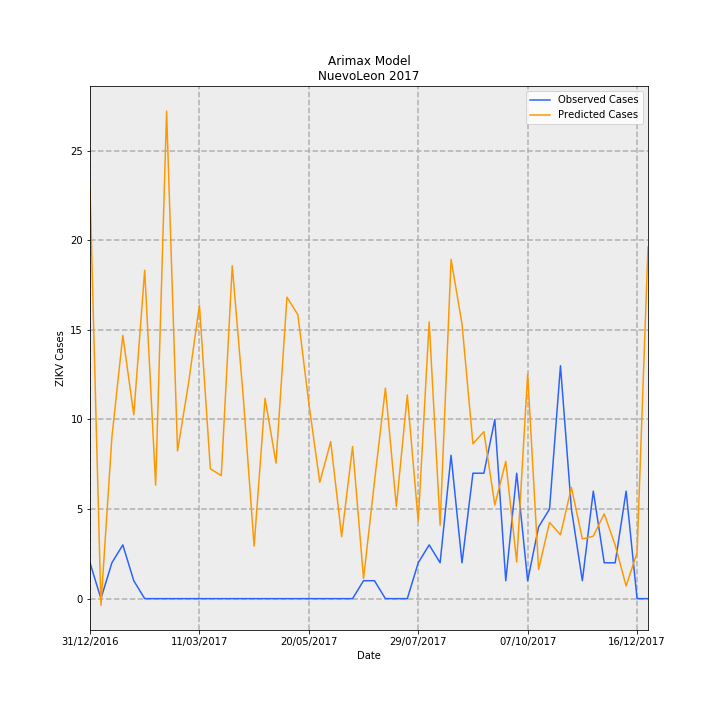 Arimax Model
NuevoLeon 2017
Observed Cases
Predicted Cases
ZIKV Cases
25
20
15
10
5
0
31/12/2016
11/03/2017
20/05/2017
29/07/2017
07/10/2017
16/12/2017
Date